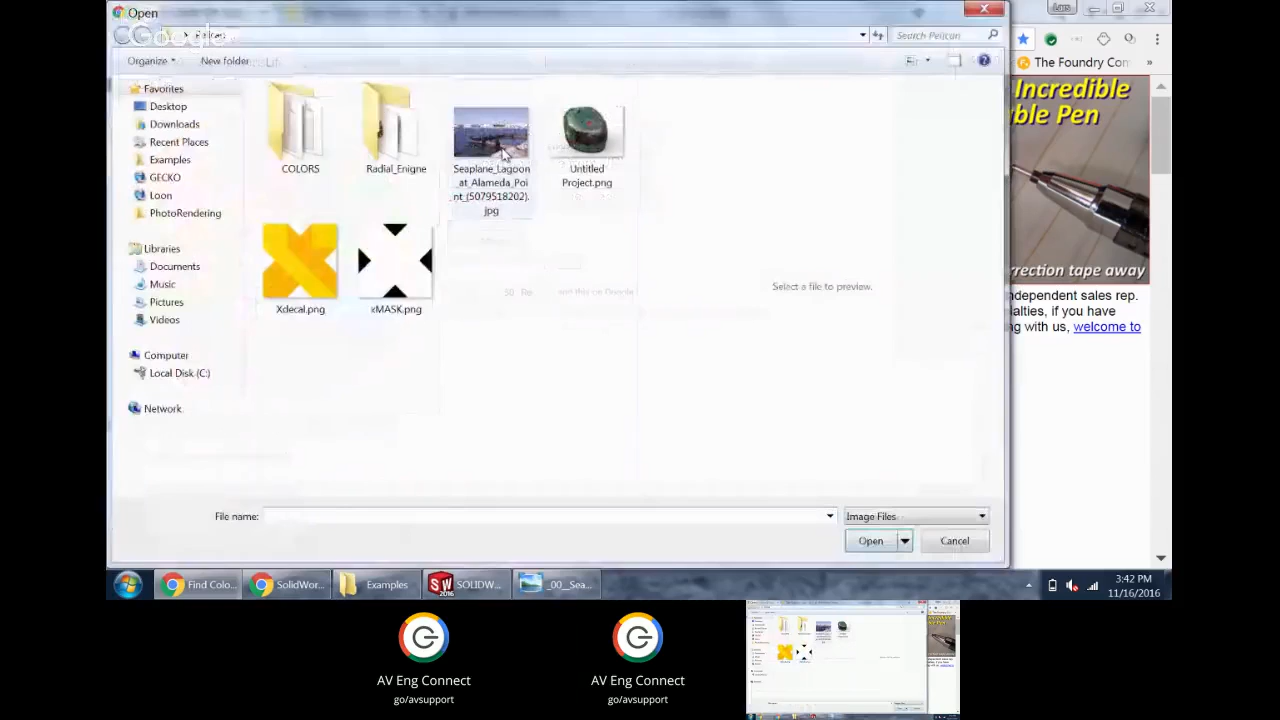 Open
Google
Search Pelican
Organize
New folder
The Foundry Com
»
Favorites
Desktop
Downloads
Recent Places
Examples
GECKO
Loon
PhotoRendering
Libraries
Documents
Music
Pictures
Videos
Computer
Local Disk (C:)
Network
COLORS
Radial_Enigne
Seaplane_Lagoon
_at_Alameda_Poi
nt_(5079518202).
jpg
Untitled
Project.png
Xdecal.png
xMASK.png
Select a file to preview.
Incredible
ble Pen
rrection tape away
ndependent sales rep.
ialties, if you have
ng with us, welcome to
File name:
Image Files
Open
Cancel
Find Colo...
SolidWor...
Examples
SOLIDW...
_00_Sea...
3:42 PM
11/16/2016
AV Eng Connect
go/avsupport
AV Eng Connect
go/avsupport